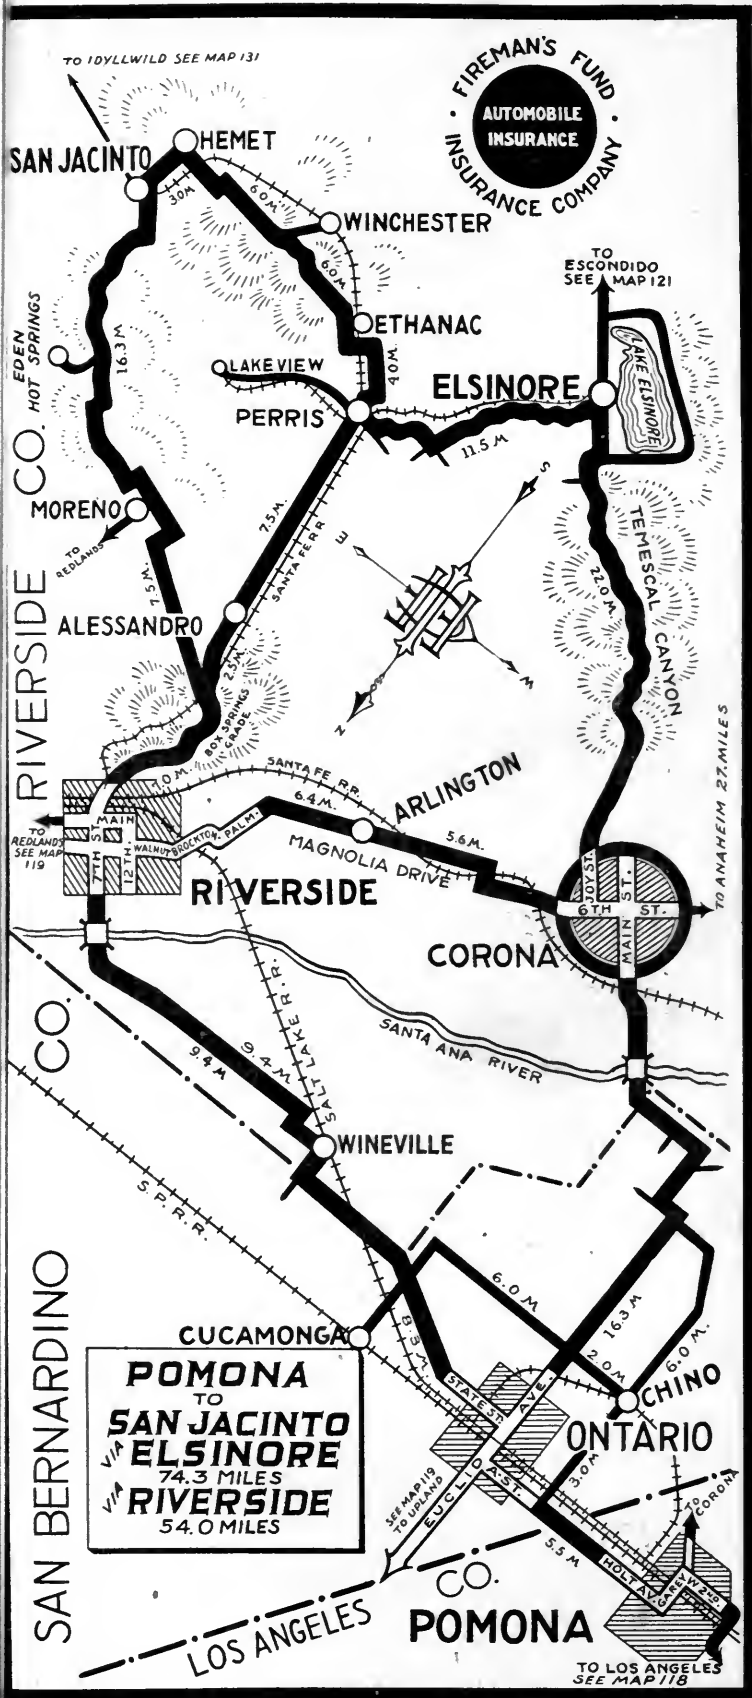 TO IDYLLWILD SEE MAP 131
FIREMAN'S FUND
AUTOMOBILE
INSURANCE
INSURANCE COMPANY
HEMET
SAN JACINTO
3.0 M
6.0 M
WINCHESTER
6.0 M
TO
ESCONDIDO
SEE MAP 121
ETHANAC
EDEN
HOT SPRINGS
16.3 M
LAKEVIEW
4.0 M.
ELSINORE
LAKE ELSINORE
PERRIS
11.5 M
RIVERSIDE CO.
MORENO
TO
REDLANDS
7.5 M.
SANTA FE RR
S
E
W
N
TEMESCAL CANYON
22.0 M
7.5 M.
ALESSANDRO
2.5 M.
BOX SPRINGS
GRADE
SANTA FE R.R.
6.4 M.
ARLINGTON
5.6 M.
MAGNOLIA DRIVE
TO ANAHEIM 27. MILES
TO
REDLANDS
SEE MAP
119
MAIN
7TH ST.
12TH.
WALNUT
BROCKTON.
PALM.
RIVERSIDE
JOY ST.
6TH ST.
MAIN ST.
CORONA
SANTA ANA RIVER
9.4 M
9.4 M
SALT LAKE R.R.
WINEVILLE
S.P.R.R.
SAN BERNARDINO CO.
6.0 M
16.3 M
2.0 M
6.0 M.
CUCAMONGA
8.3 M.
CHINO
STATE ST.
EUCLID AVE.
A. ST.
ONTARIO
3.0 M
SEE MAP 119
TO UPLAND
POMONA
TO
SAN JACINTO
VIA ELSINORE
74.3 MILES
VIA RIVERSIDE
54.0 MILES
5.5 M
HOLT AV.
GAREY
W 2ND.
TO
CORONA
LOS ANGELES CO.
POMONA
TO LOS ANGELES
SEE MAP 118